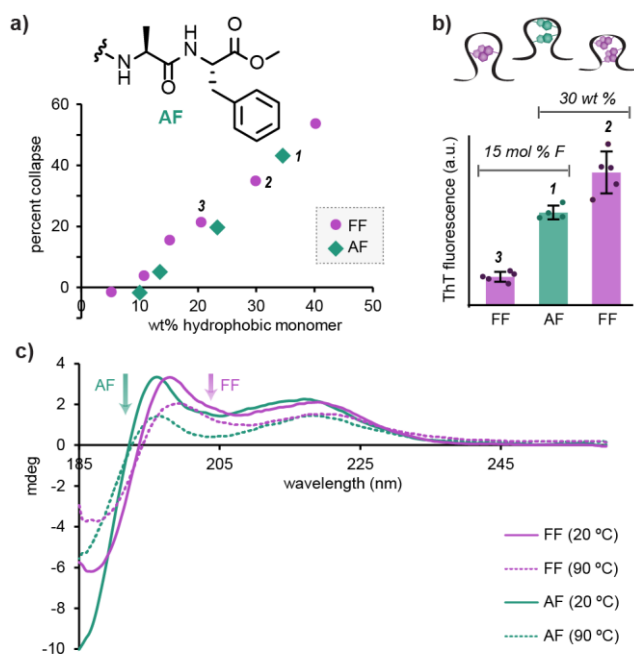 a)
H
N
N
H
O
O
O
AF
60
50
40
30
20
10
0
percent collapse
1
2
3
FF
AF
0
10
20
30
40
50
wt% hydrophobic monomer
b)
30 wt %
15 mol % F
2
1
3
ThT fluorescence (a.u.)
FF
AF
FF
c)
4
2
0
-2
-4
-6
-8
-10
mdeg
AF
FF
185
205
225
245
wavelength (nm)
FF (20 ºC)
FF (90 ºC)
AF (20 ºC)
AF (90 ºC)